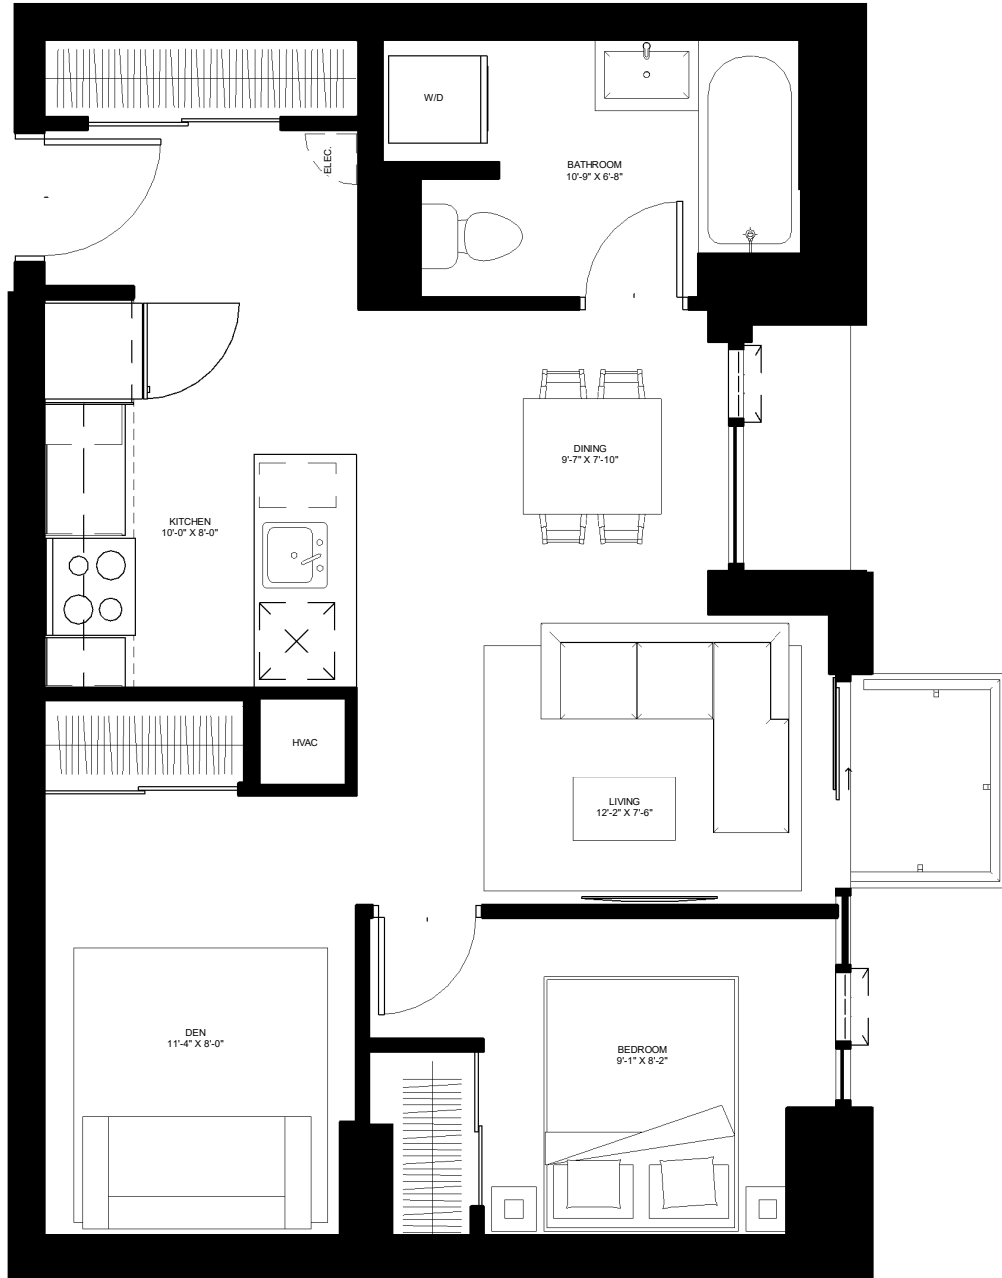 W/D
ELEC.
BATHROOM
10'-9" X 6'-8"
DINING
9'-7" X 7'-10"
KITCHEN
10'-0" X 8'-0"
HVAC
LIVING
12'-2" X 7'-6"
DEN
11'-4" X 8'-0"
BEDROOM
9'-1" X 8'-2"